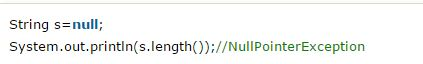 String s=null;
System.out.println(s.length());//NullPointerException